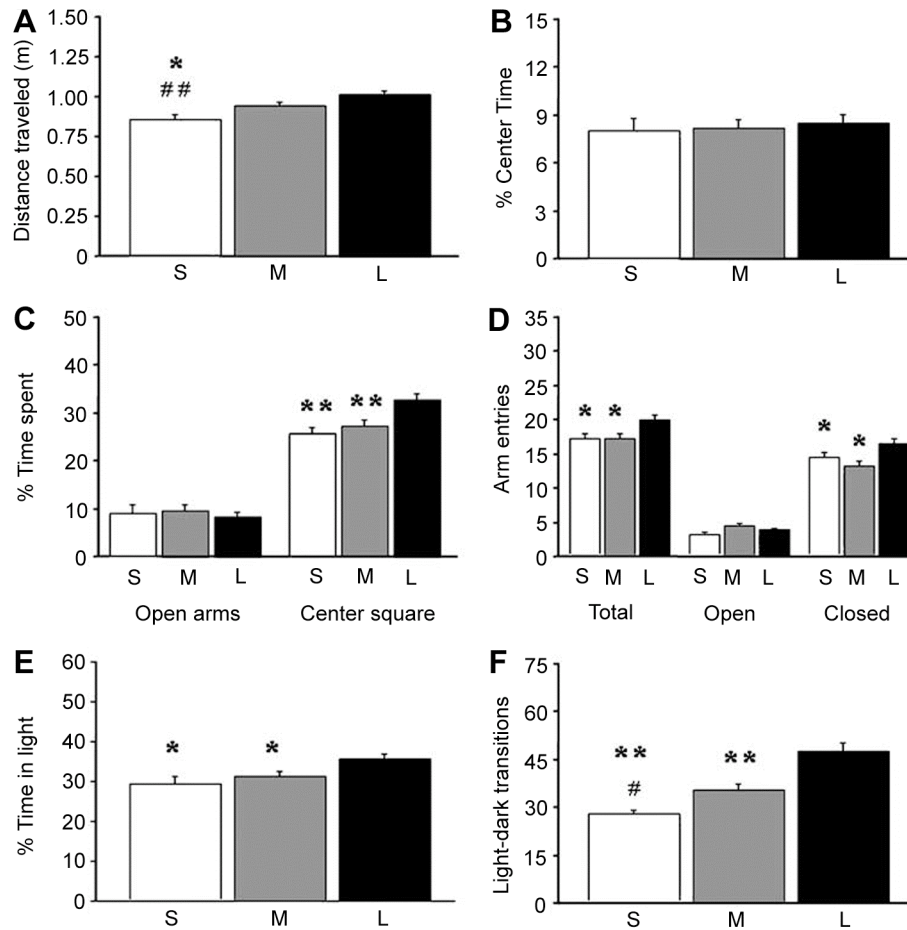 A
Distance traveled (m)
1.50
1.25
1.00
0.75
0.50
0.25
0
*
##
S M L
B
% Center Time
15
12
9
6
3
0
S M L
C
% Time spent
50
40
30
20
10
0
** **
S M L S M L
Open arms Center square
D
Arm entries
35
30
25
20
15
10
5
0
* * * *
S M L S M L S M L
Total Open Closed
E
% Time in light
60
50
40
30
20
10
0
* *
S M L
F
Light-dark transitions
75
60
45
30
15
0
** **
#
S M L